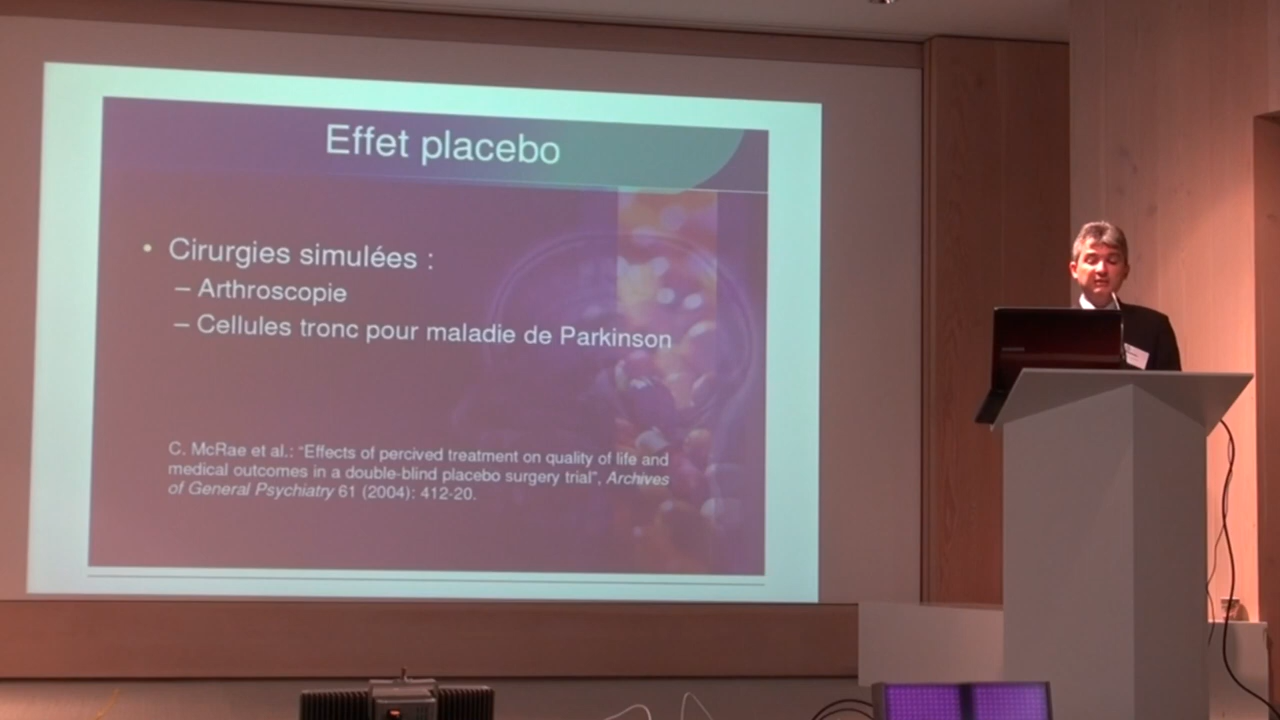 Effet placebo
• Cirurgies simulées :
– Arthroscopie
– Cellules tronc pour maladie de Parkinson
C. McRae et al.: “Effects of percived treatment on quality of life and
medical outcomes in a double-blind placebo surgery trial”, Archives
of General Psychiatry 61 (2004): 412-20.